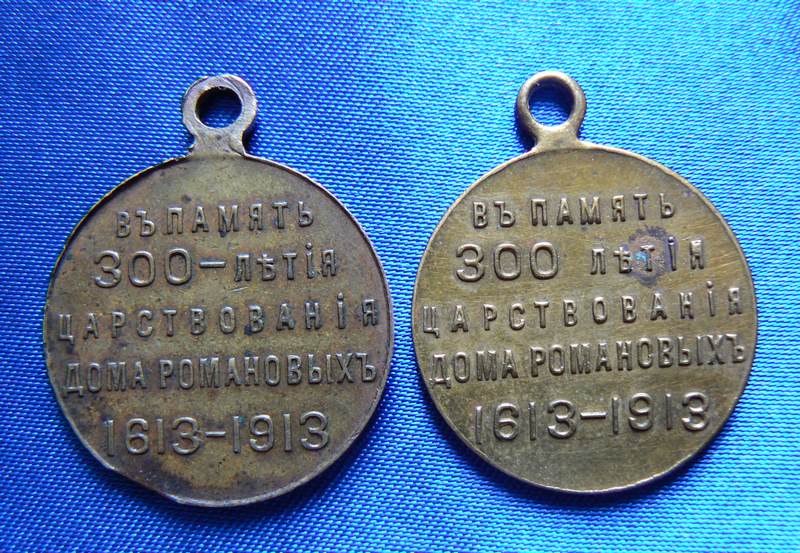 ВЪ ПАМЯТЬ
300-ЛѢТІЯ
ЦАРСТВОВАНІЯ
ДОМА РОМАНОВЫХЪ
1613-1913
ВЪ ПАМЯТЬ
300 ЛѢТІЯ
ЦАРСТВОВАНІЯ
ДОМА РОМАНОВЫХЪ
1613-1913